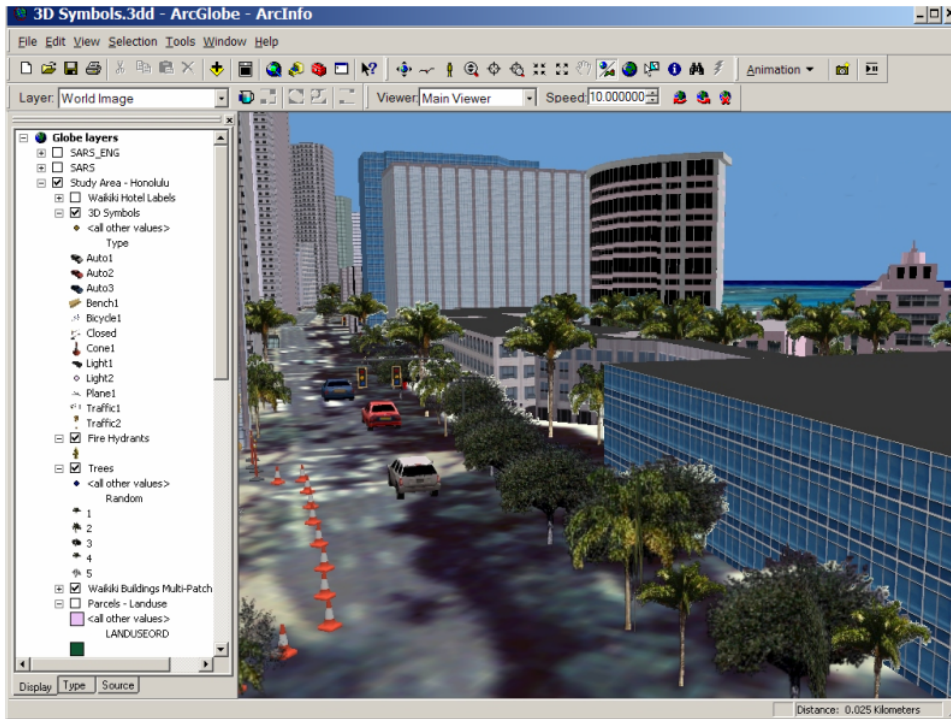 3D Symbols.3dd - ArcGlobe - ArcInfo
File Edit View Selection Tools Window Help
Animation
Layer: World Image Viewer: Main Viewer Speed: 10.000000
Globe layers
SARS_ENG
SARS
Study Area - Honolulu
Waikiki Hotel Labels
3D Symbols
<all other values>
Type
Auto1
Auto2
Auto3
Bench1
Bicycle1
Closed
Cone1
Light1
Light2
Plane1
Traffic1
Traffic2
Fire Hydrants
Trees
<all other values>
Random
1
2
3
4
5
Waikiki Buildings Multi-Patch
Parcels - Landuse
<all other values>
LANDUSEORD
Display Type Source
Distance: 0.025 Kilometers